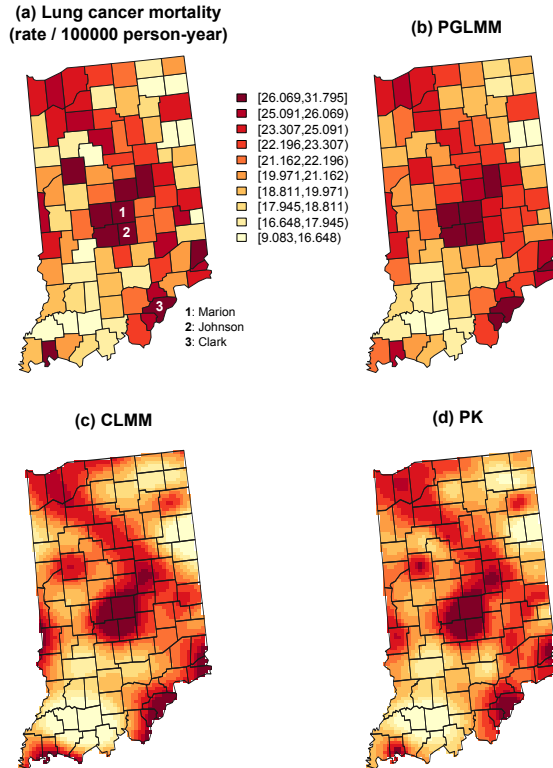 (a) Lung cancer mortality
(rate / 100000 person-year)
(b) PGLMM
[26.069,31.795]
[25.091,26.069)
[23.307,25.091)
[22.196,23.307)
[21.162,22.196)
[19.971,21.162)
[18.811,19.971)
[17.945,18.811)
[16.648,17.945)
[9.083,16.648)
1
2
3
1: Marion
2: Johnson
3: Clark
(c) CLMM
(d) PK